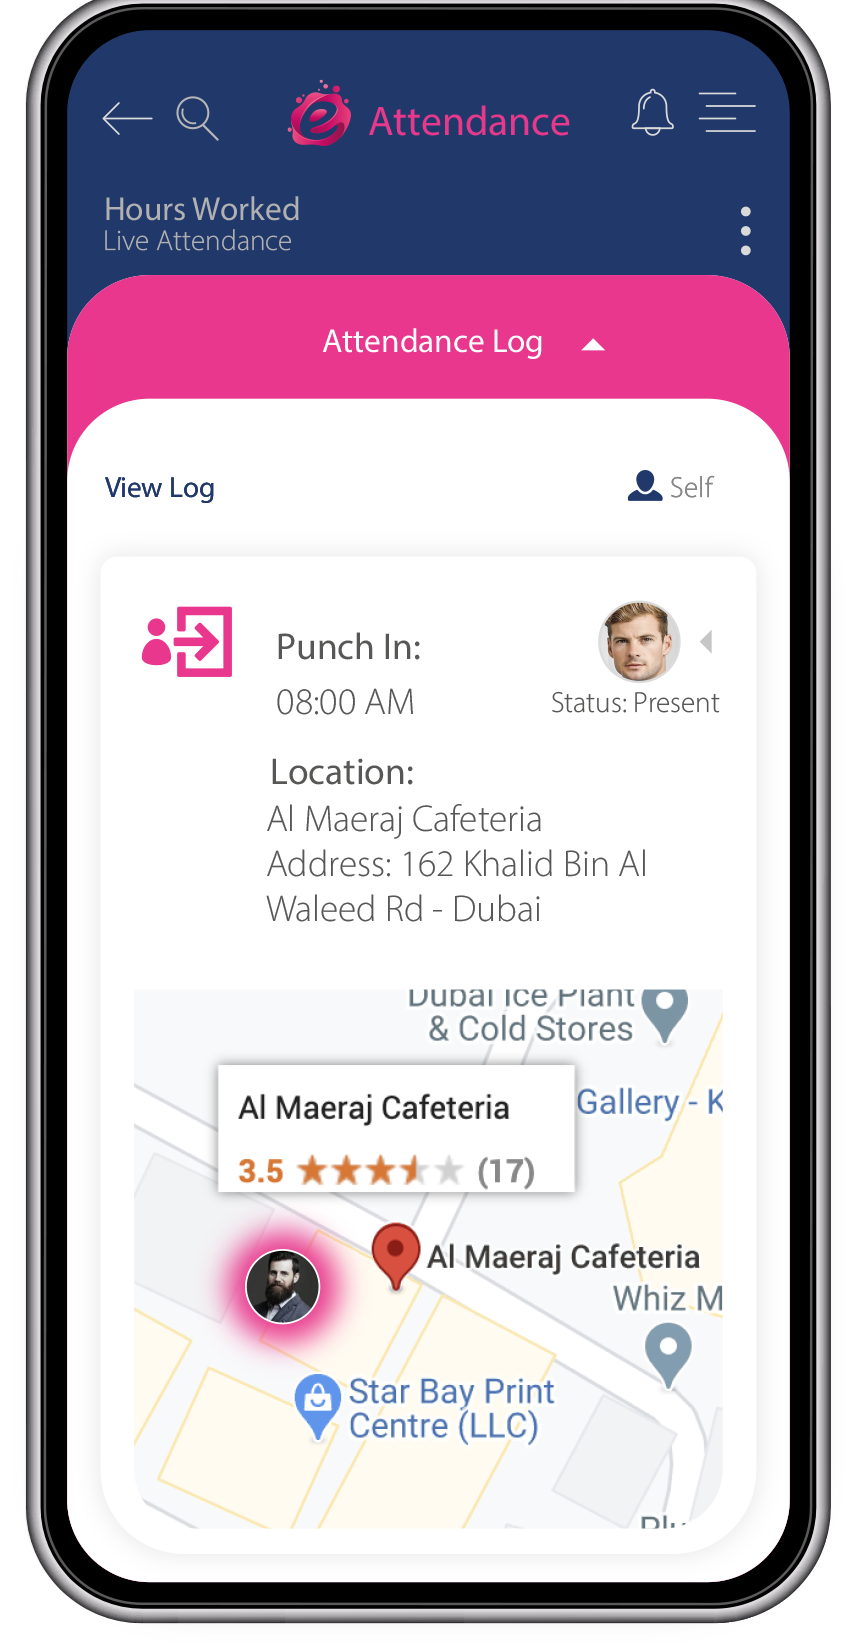 e Attendance
Hours Worked
Live Attendance
Attendance Log
View Log
Self
Punch In:
08:00 AM
Status: Present
Location:
Al Maeraj Cafeteria
Address: 162 Khalid Bin Al
Waleed Rd - Dubai
Dubai Ice Plant
& Cold Stores
Al Maeraj Cafeteria
Gallery - K
3.5 (17)
Al Maeraj Cafeteria
Whiz M
Star Bay Print
Centre (LLC)